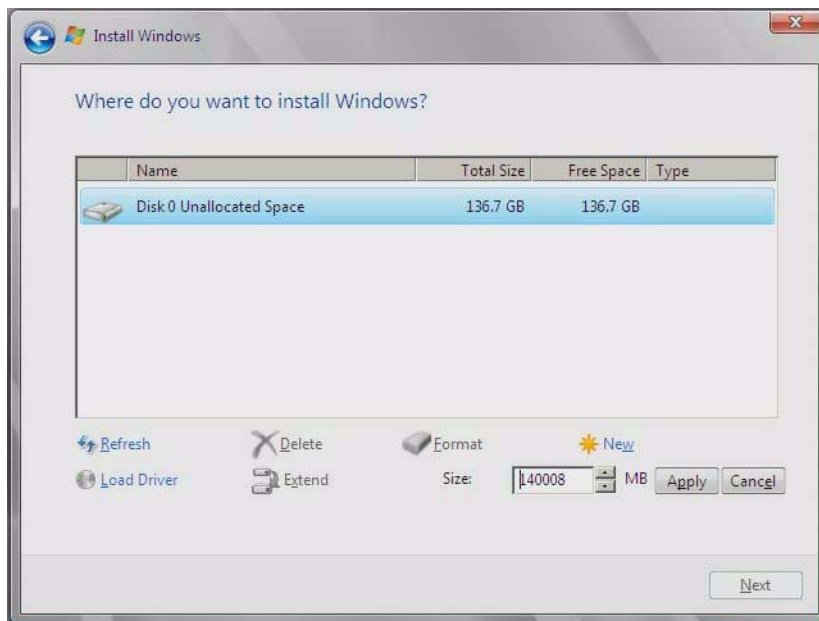 Install Windows
Where do you want to install Windows?
Name Total Size Free Space Type
Disk 0 Unallocated Space 136.7 GB 136.7 GB
Refresh Delete Format New
Load Driver Extend Size: 140008 MB Apply Cancel
Next